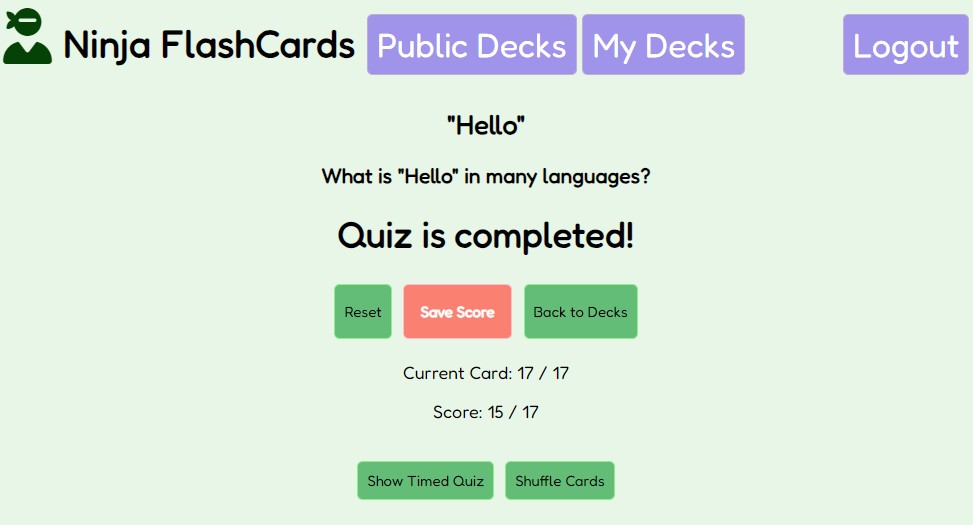 Ninja FlashCards Public Decks My Decks Logout
"Hello"
What is "Hello" in many languages?
Quiz is completed!
Reset Save Score Back to Decks
Current Card: 17 / 17
Score: 15 / 17
Show Timed Quiz Shuffle Cards